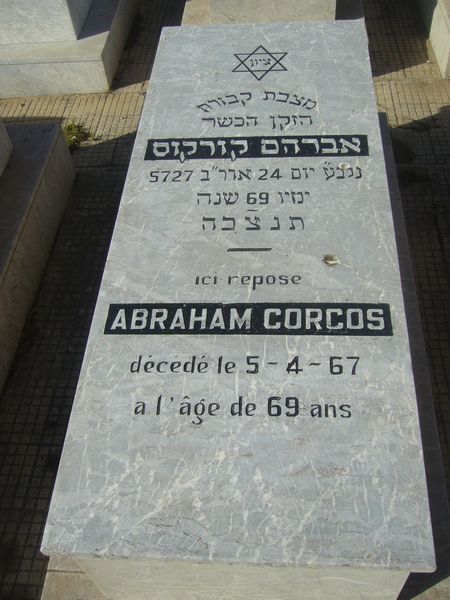 ציון
מצבת קבורת
הזקן הכשר
אברהם קורקוס
נלב״ע יום 24 אדר״ב 5727
ימיו 69 שנה
תנצבה
ici repose
ABRAHAM CORCOS
décédé le 5-4-67
a l'âge de 69 ans